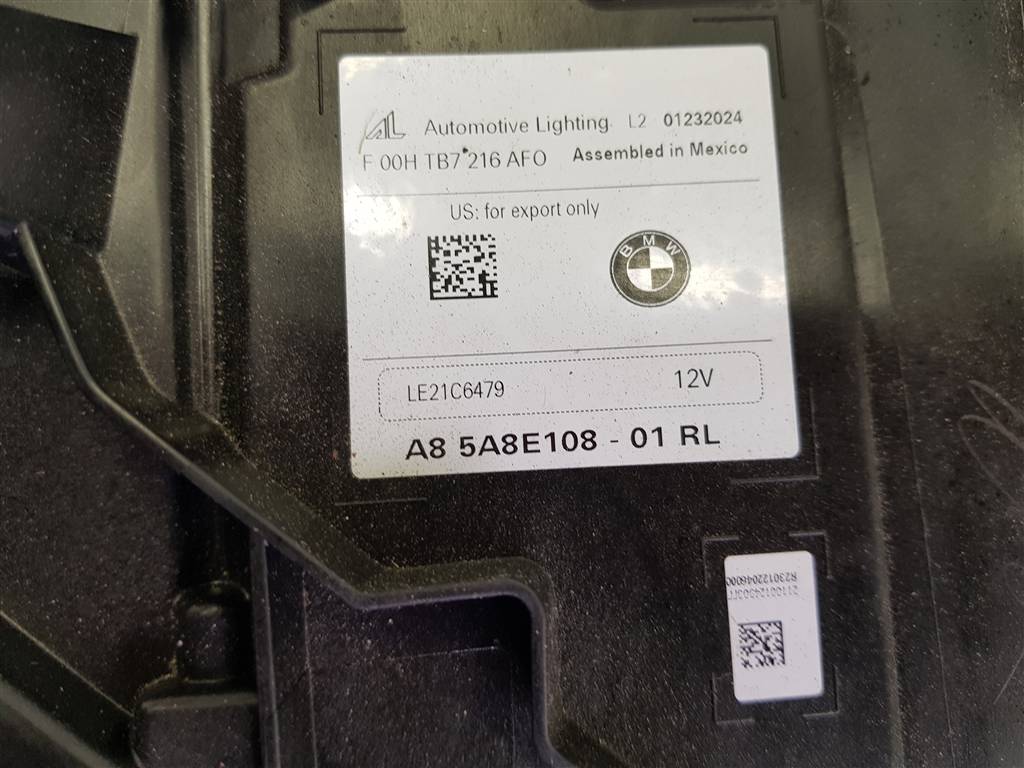 AL Automotive Lighting L2 01232024
F 00H TB7 216 AF0 Assembled in Mexico
US: for export only
BMW
LE21C6479 12V
A8 5A8E108 - 01 RL